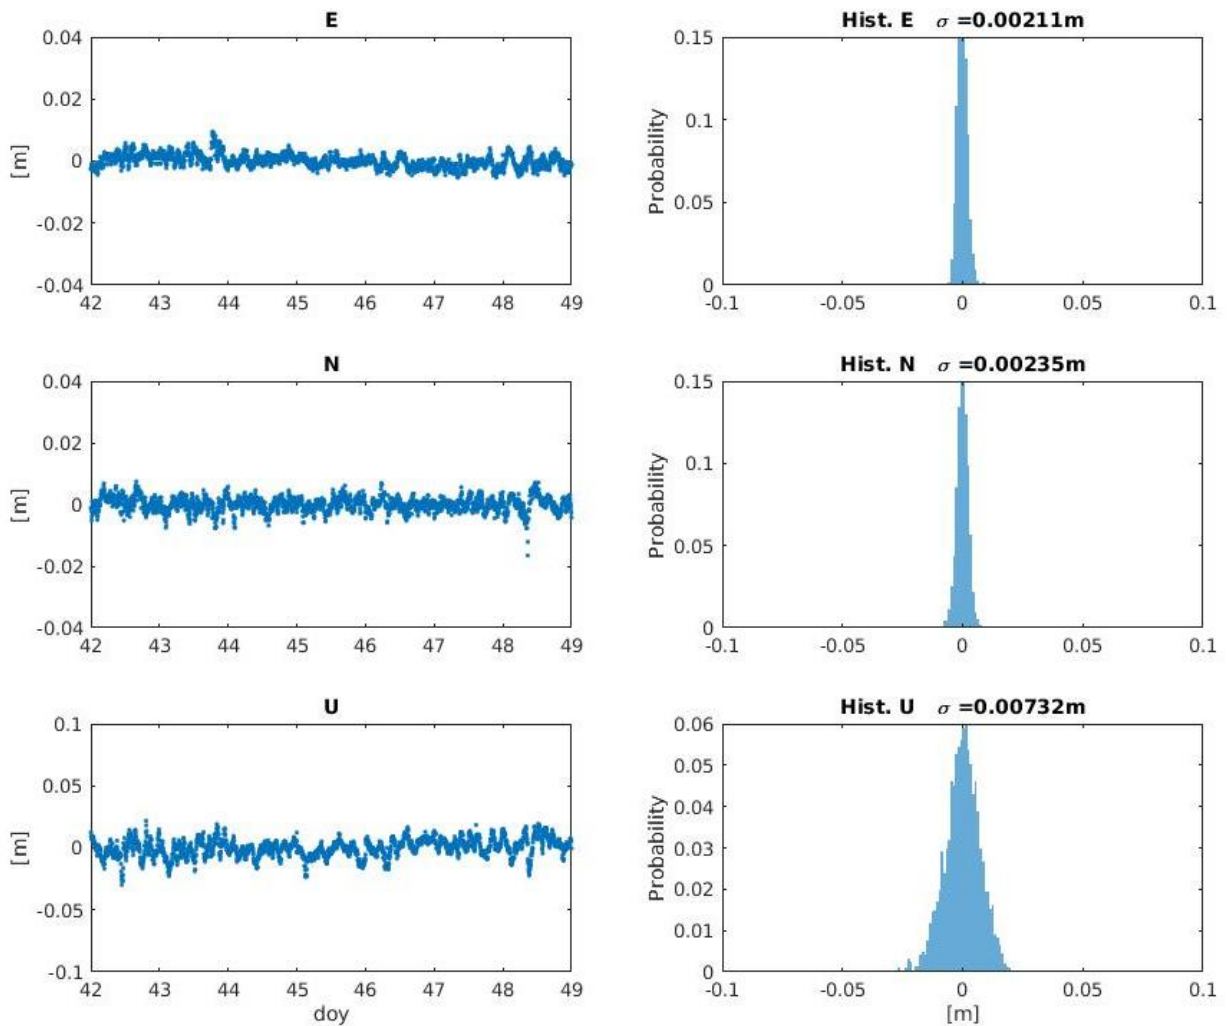 E
0.04
0.02
0
-0.02
-0.04
[m]
42 43 44 45 46 47 48 49
Hist. E σ =0.00211m
0.15
0.1
0.05
0
Probability
-0.1 -0.05 0 0.05 0.1
N
0.04
0.02
0
-0.02
-0.04
[m]
42 43 44 45 46 47 48 49
Hist. N σ =0.00235m
0.15
0.1
0.05
0
Probability
-0.1 -0.05 0 0.05 0.1
U
0.1
0.05
0
-0.05
-0.1
[m]
42 43 44 45 46 47 48 49
doy
Hist. U σ =0.00732m
0.06
0.05
0.04
0.03
0.02
0.01
0
Probability
-0.1 -0.05 0 0.05 0.1
[m]